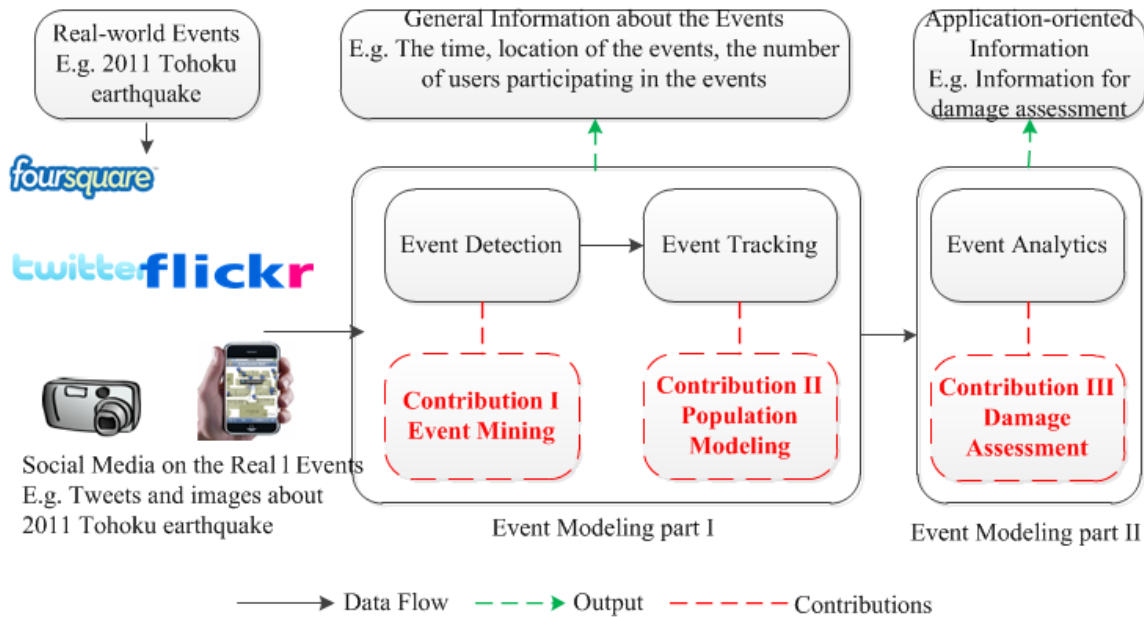 Real-world Events
E.g. 2011 Tohoku
earthquake
General Information about the Events
E.g. The time, location of the events, the number
of users participating in the events
Application-oriented
Information
E.g. Information for
damage assessment
foursquare
twitter
flickr
Event Detection
Event Tracking
Event Analytics
Contribution I
Event Mining
Contribution II
Population
Modeling
Contribution III
Damage
Assessment
Social Media on the Real l Events
E.g. Tweets and images about
2011 Tohoku earthquake
Event Modeling part I
Event Modeling part II
Data Flow
Output
Contributions